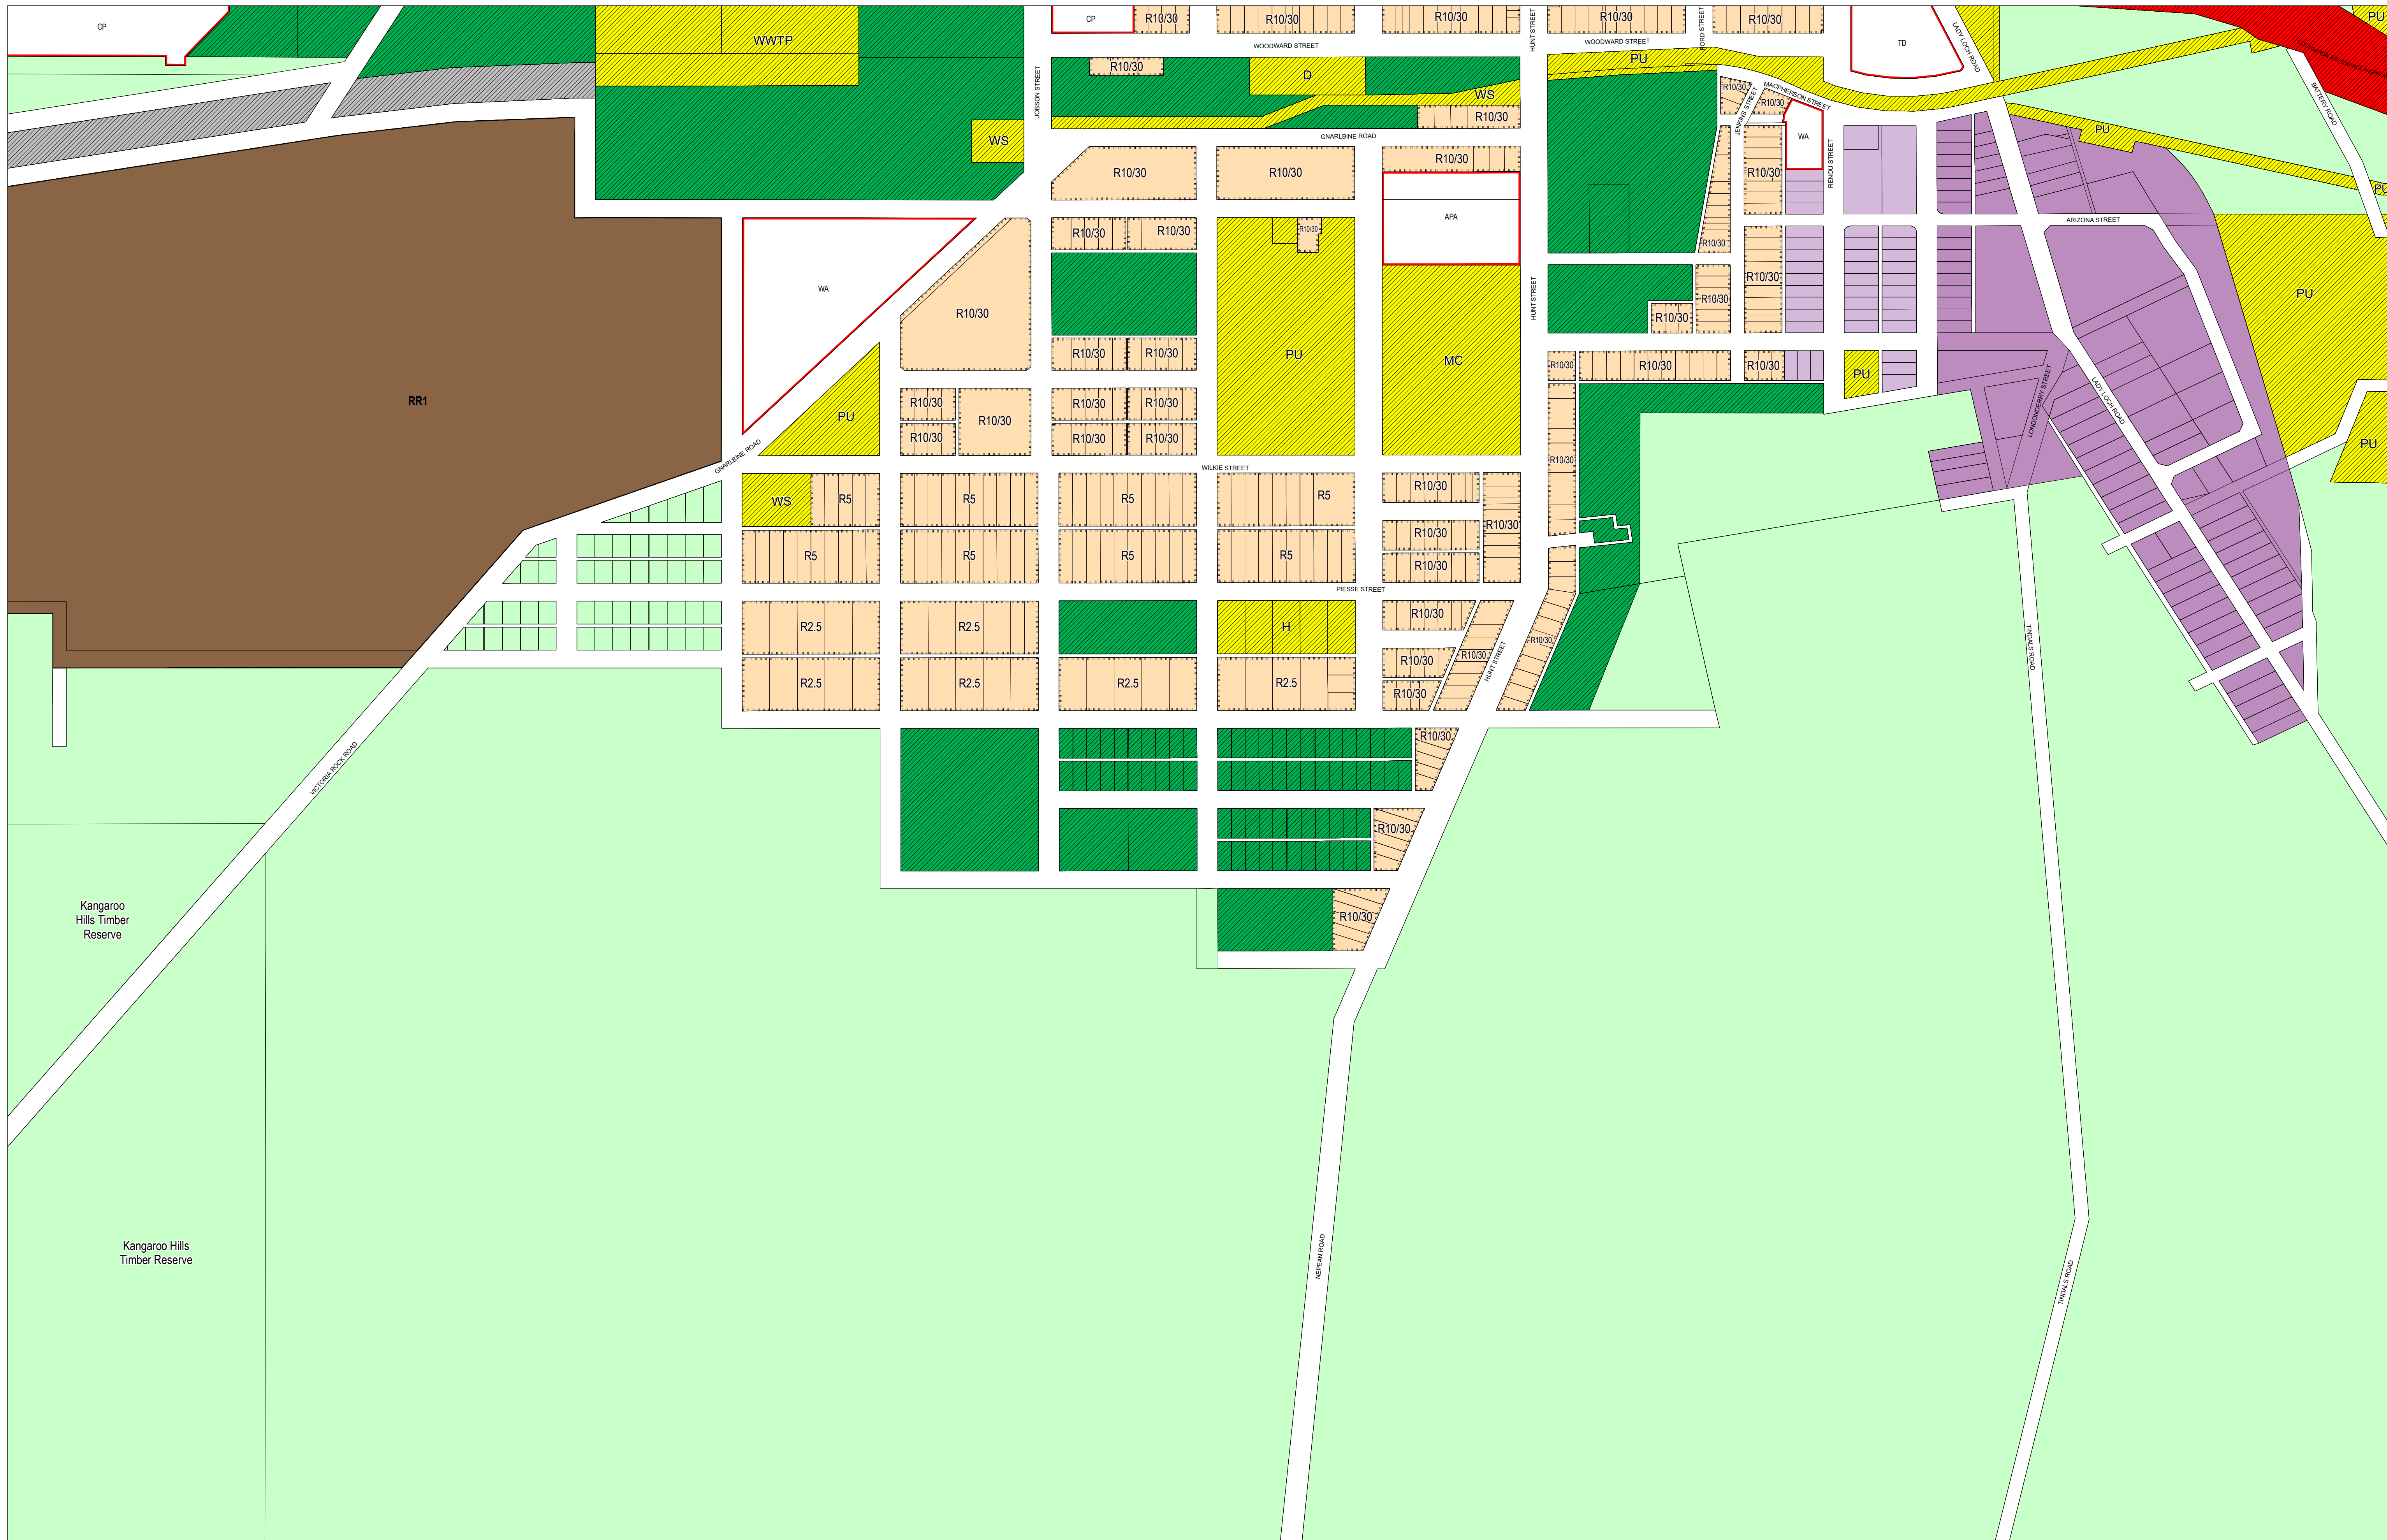 CP
WWTP
CP
R10/30
R10/30
R10/30
R10/30
R10/30
TD
PU
LADY LOCH ROAD
WOODWARD STREET
HUNT STREET
WOODWARD STREET
FORD STREET
JOBSON STREET
R10/30
D
PU
WS
R10/30
R10/30
R10/30
MACPHERSON STREET
JENKINS STREET
BATTERY ROAD
WS
GNARLBINE ROAD
WA
PU
R10/30
R10/30
R10/30
R10/30
RENOU STREET
PU
APA
ARIZONA STREET
R10/30
R10/30
R10/30
R10/30
WA
R10/30
R10/30
HUNT STREET
R10/30
R10/30
PU
R10/30
R10/30
R10/30
PU
MC
R10/30
R10/30
R10/30
PU
RR1
PU
R10/30
R10/30
R10/30
R10/30
R10/30
R10/30
R10/30
LONDONDERRY STREET
LADY LOCH ROAD
PU
GNARLBINE ROAD
WILKIE STREET
R10/30
WS
R5
R5
R5
R5
R10/30
R10/30
R5
R5
R5
R5
R10/30
R10/30
PIESSE STREET
R2.5
R2.5
H
R10/30
R10/30
R10/30
HUNT STREET
TINDALS ROAD
R2.5
R2.5
R2.5
R2.5
R10/30
R10/30
R10/30
VICTORIA ROCK ROAD
R10/30
Kangaroo
Hills Timber
Reserve
R10/30
Kangaroo Hills
Timber Reserve
NEPEAN ROAD
TINDALS ROAD